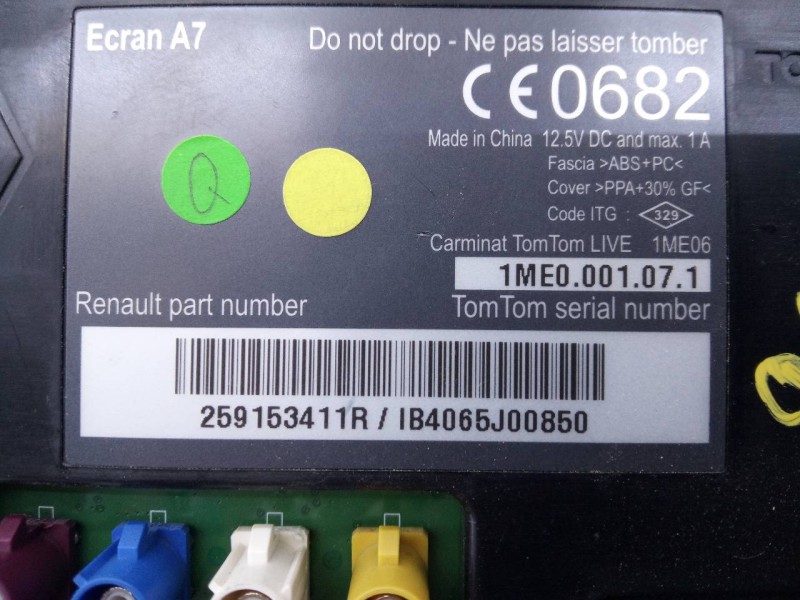 Ecran A7
Do not drop - Ne pas laisser tomber
CE0682
Made in China 12.5V DC and max. 1 A
Fascia >ABS+PC<
Cover >PPA+30% GF<
Code ITG : 329
Carminat TomTom LIVE 1ME06
1ME0.001.07.1
Renault part number
TomTom serial number
259153411R / IB4065J00850
Q